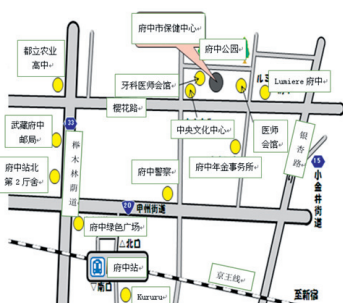 府中市保健中心
都立农业
高中
府中公园
牙科医师会馆
ルミ
Lumiere 府中
樱花路
武藏府中
邮局
33
榉木林荫道
中央文化中心
医师
会馆
银杏路
府中站北
第 2 厅舍
府中年金事务所
15
小金井街道
府中警察
20
甲州街道
府中绿色广场
△北口
府中站
▽南口
京王线
至新宿
Kururu